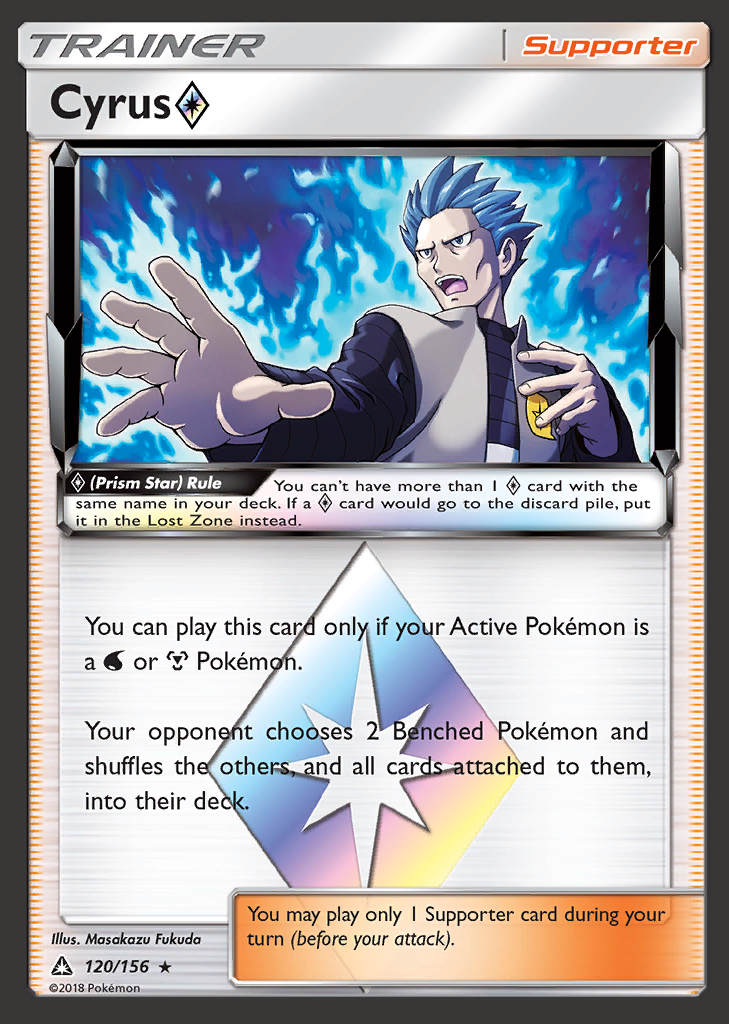 TRAINER
Supporter
Cyrus
(Prism Star) Rule
You can't have more than 1 card with the
same name in your deck. If a card would go to the discard pile, put
it in the Lost Zone instead.
You can play this card only if your Active Pokémon is
a or Pokémon.
Your opponent chooses 2 Benched Pokémon and
shuffles the others, and all cards attached to them,
into their deck.
You may play only 1 Supporter card during your
turn (before your attack).
Illus. Masakazu Fukuda
120/156 ★
©2018 Pokémon